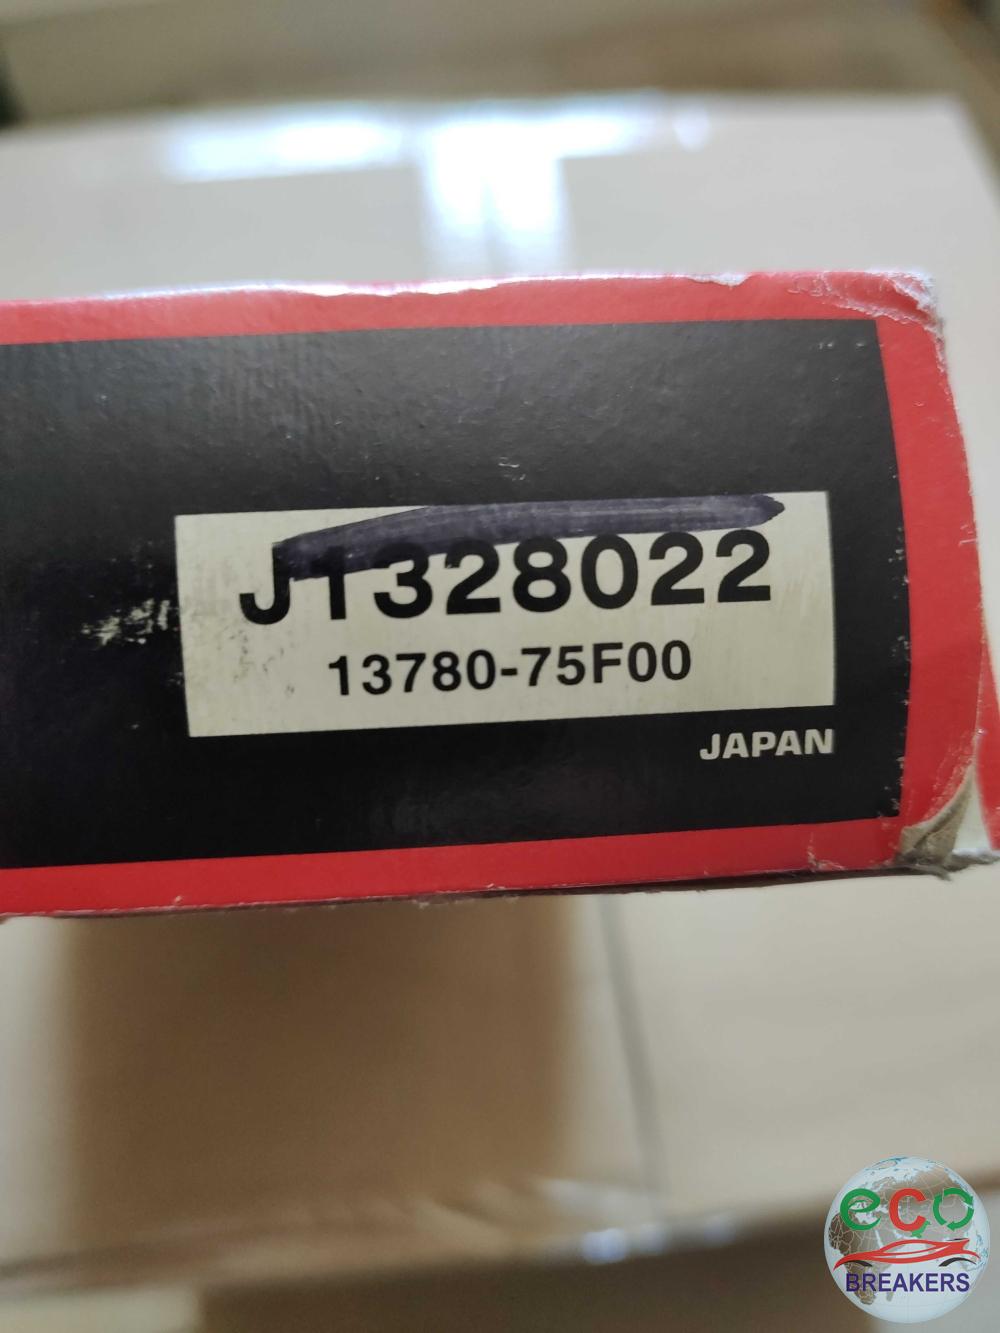 J1328022
13780-75F00
JAPAN
eco
BREAKERS